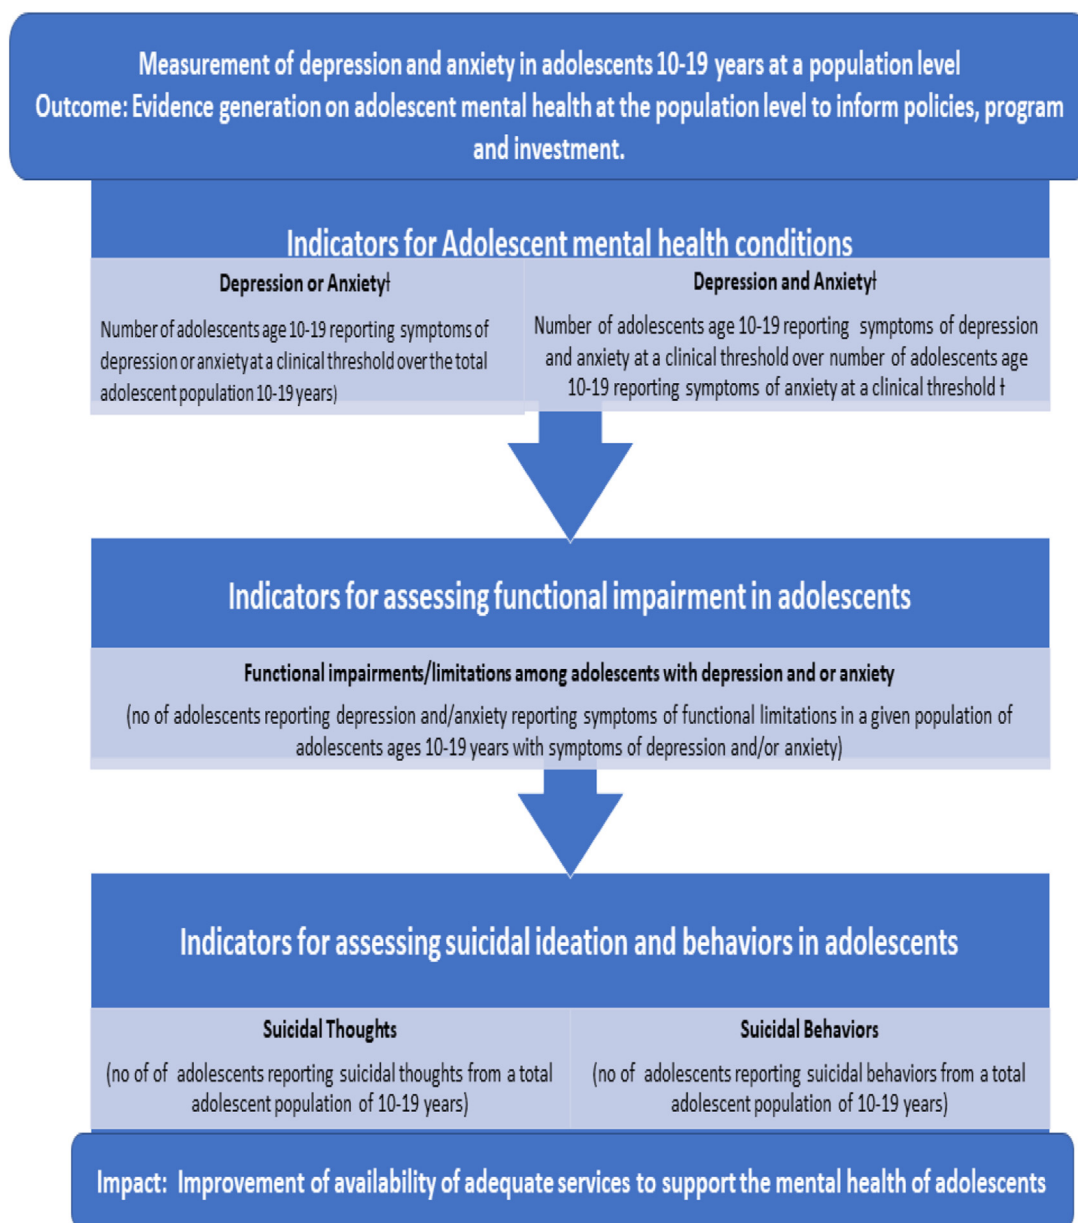 Measurement of depression and anxiety in adolescents 10-19 years at a population level
Outcome: Evidence generation on adolescent mental health at the population level to inform policies, program
and investment.
Indicators for Adolescent mental health conditions
Depression or Anxietyƚ
Number of adolescents age 10-19 reporting symptoms of
depression or anxiety at a clinical threshold over the total
adolescent population 10-19 years)
Depression and Anxietyƚ
Number of adolescents age 10-19 reporting symptoms of depression
and anxiety at a clinical threshold over number of adolescents age
10-19 reporting symptoms of anxiety at a clinical threshold ƚ
Indicators for assessing functional impairment in adolescents
Functional impairments/limitations among adolescents with depression and or anxiety
(no of adolescents reporting depression and/anxiety reporting symptoms of functional limitations in a given population of
adolescents ages 10-19 years with symptoms of depression and/or anxiety)
Indicators for assessing suicidal ideation and behaviors in adolescents
Suicidal Thoughts
(no of of adolescents reporting suicidal thoughts from a total
adolescent population of 10-19 years)
Suicidal Behaviors
(no of adolescents reporting suicidal behaviors from a total
adolescent population of 10-19 years)
Impact: Improvement of availability of adequate services to support the mental health of adolescents